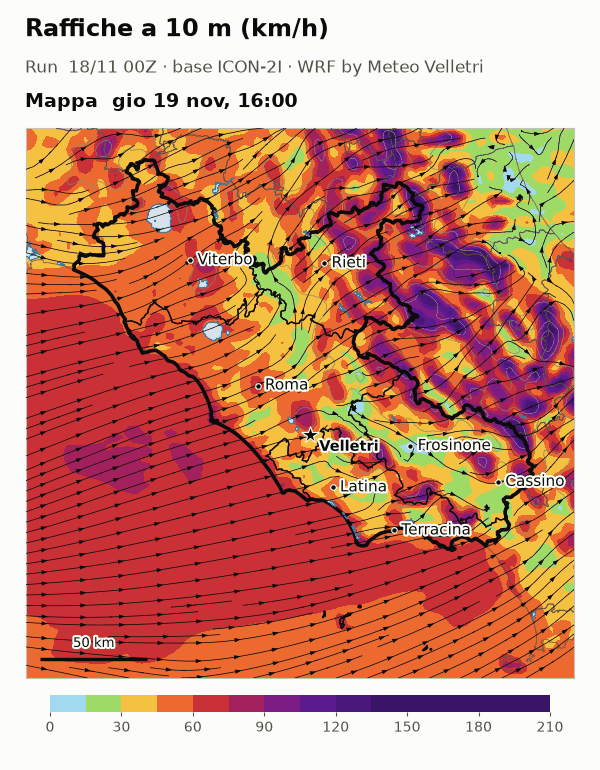 Raffiche a 10 m (km/h)
Run 18/11 00Z · base ICON-2I · WRF by Meteo Velletri
Mappa gio 19 nov, 16:00
Viterbo
Rieti
Roma
Velletri
Frosinone
Cassino
Latina
Terracina
50 km
0 30 60 90 120 150 180 210